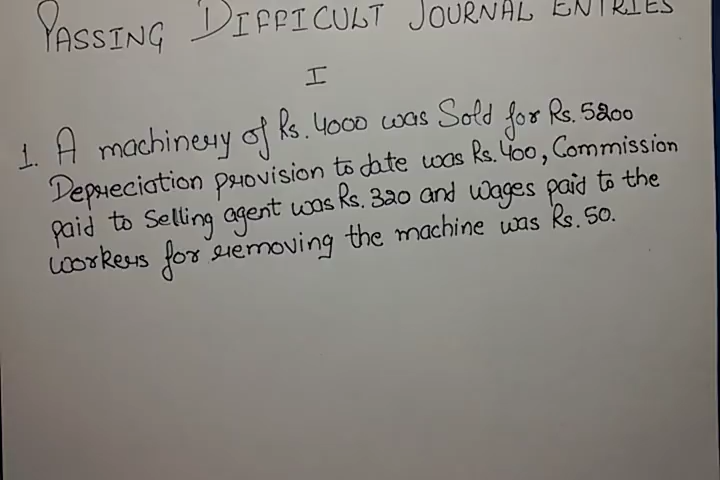 PASSING DIFFICULT JOURNAL ENTRIES
I
1. A machinery of Rs. 4000 was Sold for Rs. 5200
Depreciation provision to date was Rs. 400, Commission
paid to Selling agent was Rs. 320 and wages paid to the
workers for removing the machine was Rs. 50.